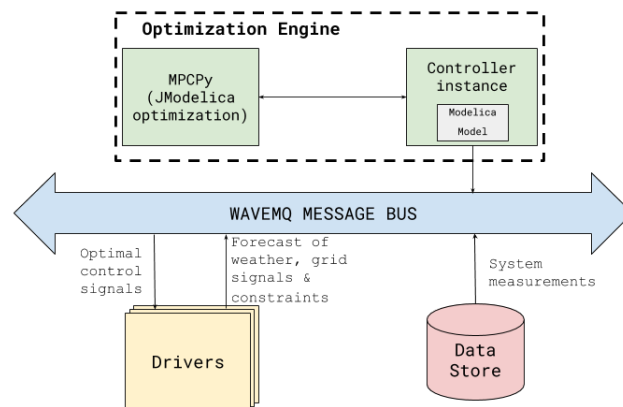 Optimization Engine
MPCPy
(JModelica
optimization)
Controller
instance
Modelica
Model
WAVEMQ MESSAGE BUS
Optimal
control
signals
Forecast of
weather, grid
signals &
constraints
System
measurements
Drivers
Data
Store